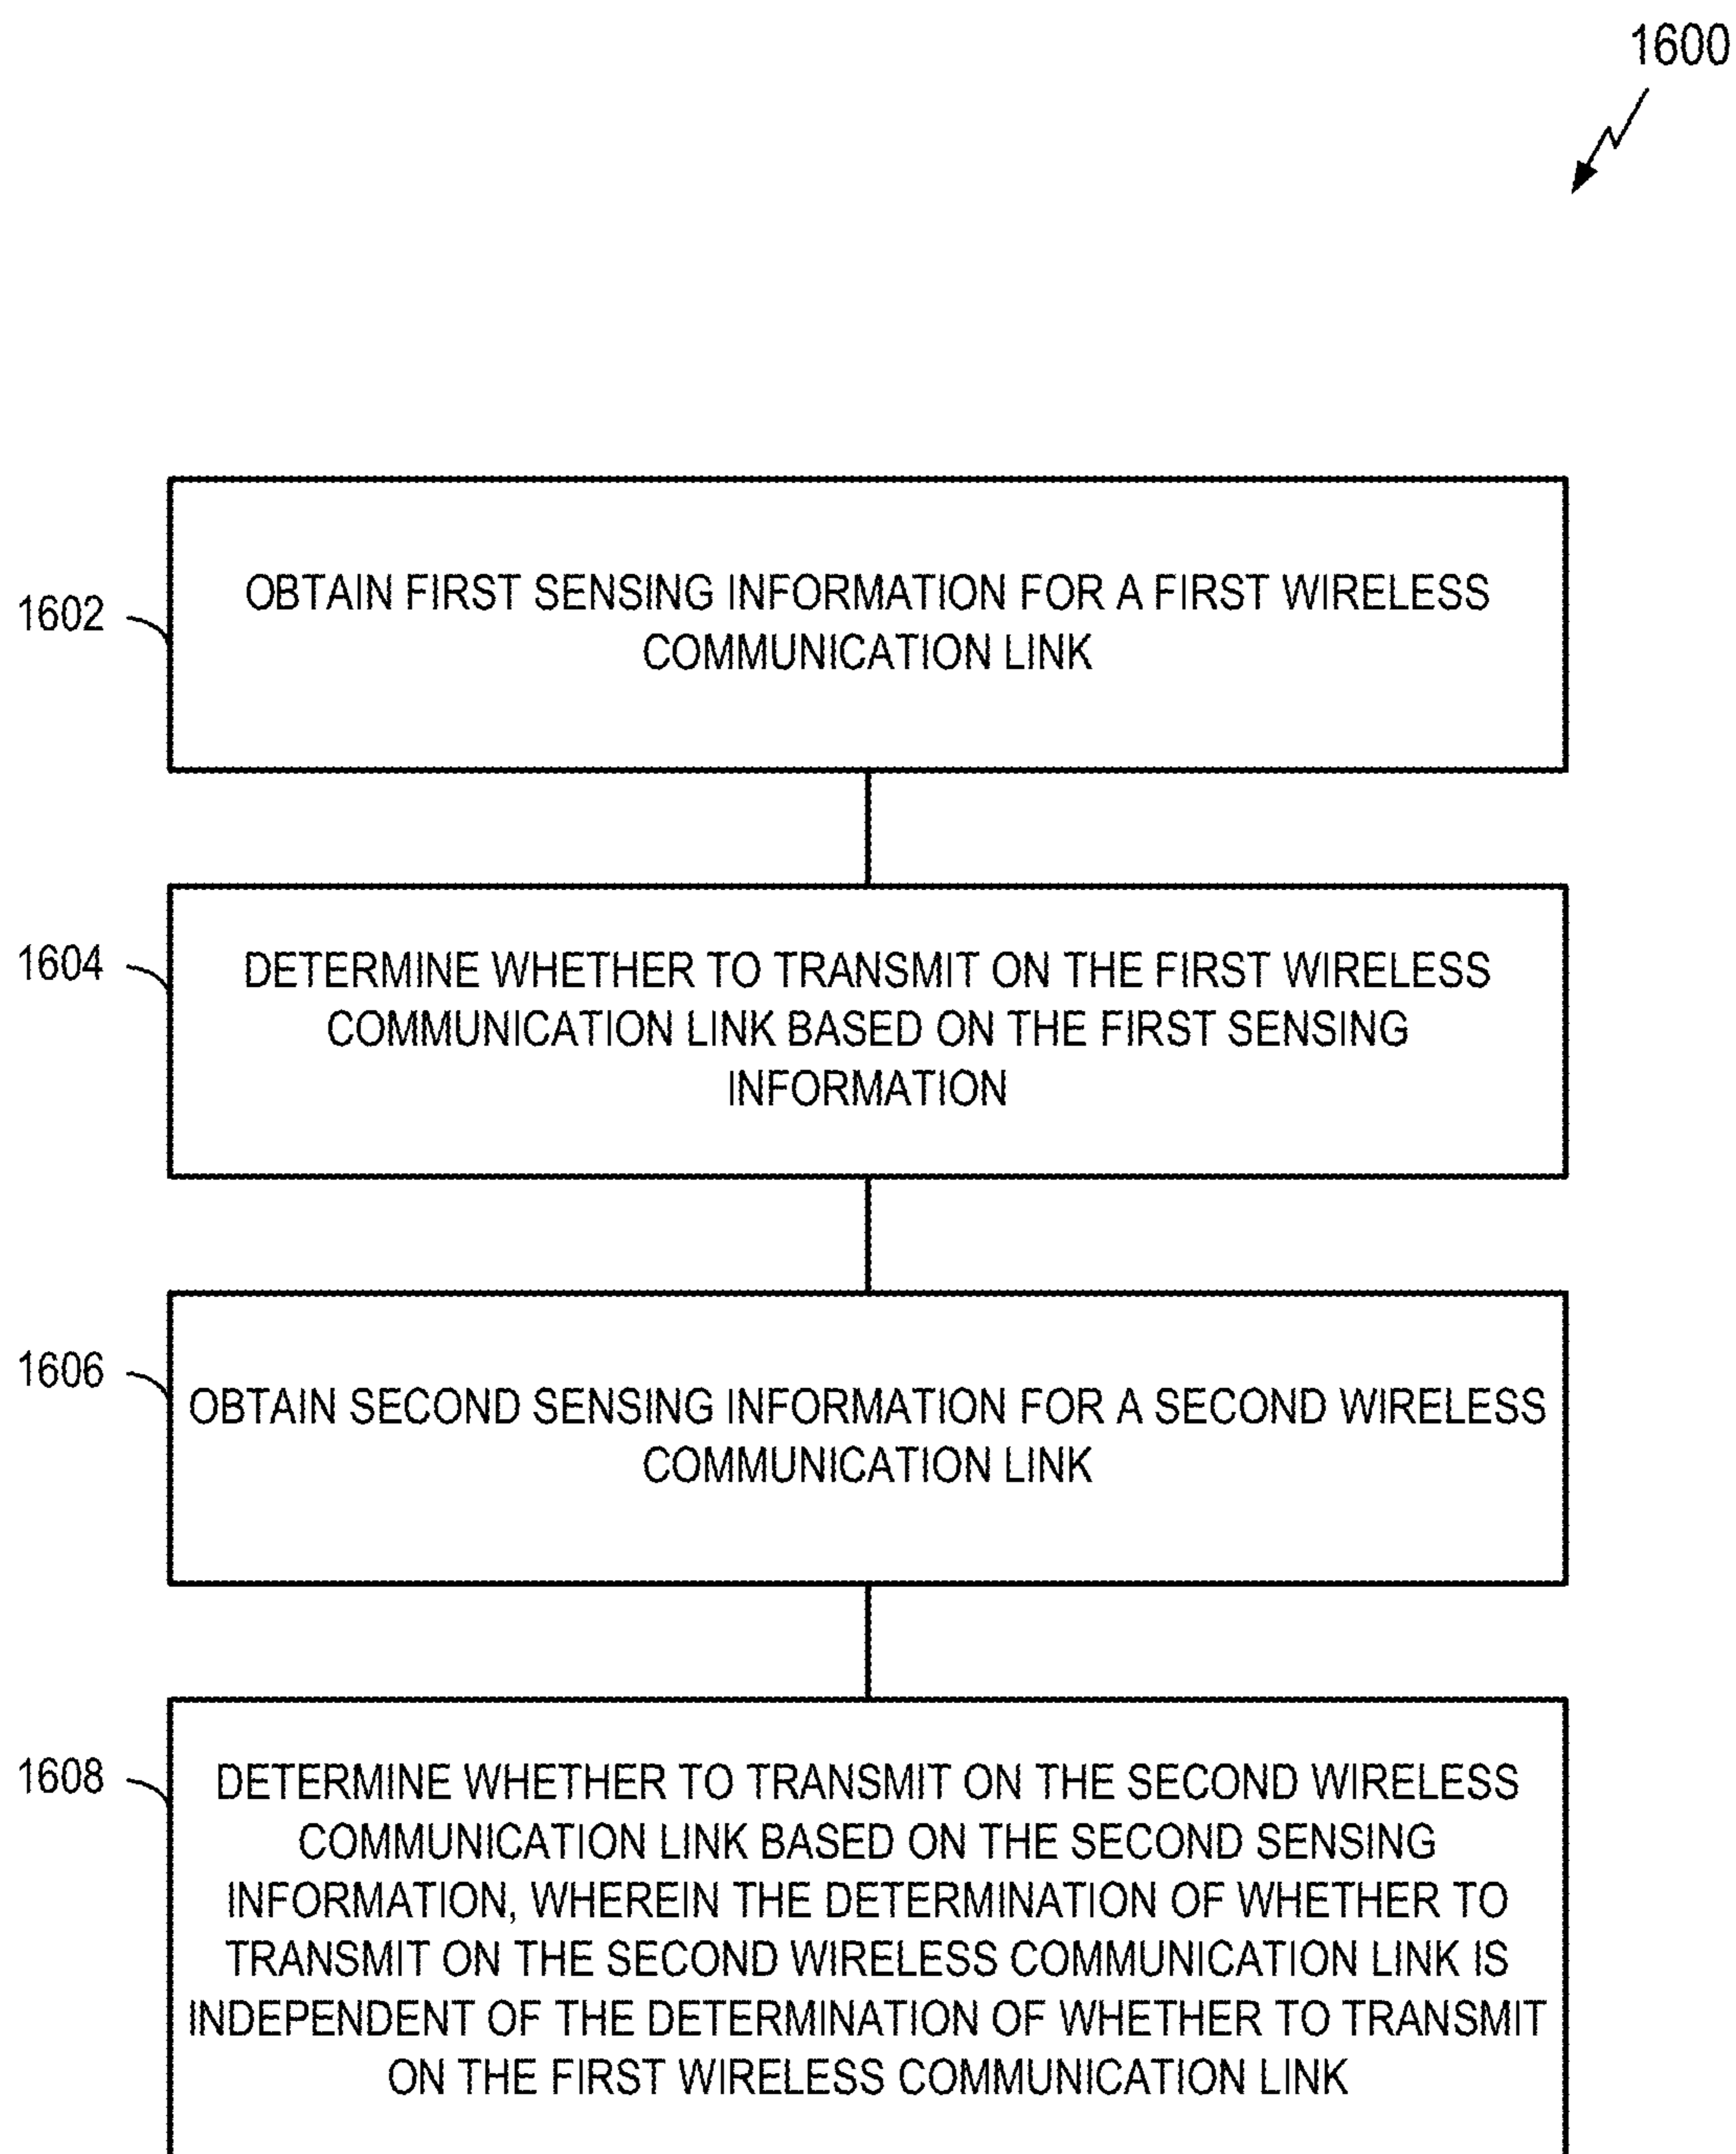 1600
1602
OBTAIN FIRST SENSING INFORMATION FOR A FIRST WIRELESS
COMMUNICATION LINK
1604
DETERMINE WHETHER TO TRANSMIT ON THE FIRST WIRELESS
COMMUNICATION LINK BASED ON THE FIRST SENSING
INFORMATION
1606
OBTAIN SECOND SENSING INFORMATION FOR A SECOND WIRELESS
COMMUNICATION LINK
1608
DETERMINE WHETHER TO TRANSMIT ON THE SECOND WIRELESS
COMMUNICATION LINK BASED ON THE SECOND SENSING
INFORMATION, WHEREIN THE DETERMINATION OF WHETHER TO
TRANSMIT ON THE SECOND WIRELESS COMMUNICATION LINK IS
INDEPENDENT OF THE DETERMINATION OF WHETHER TO TRANSMIT
ON THE FIRST WIRELESS COMMUNICATION LINK